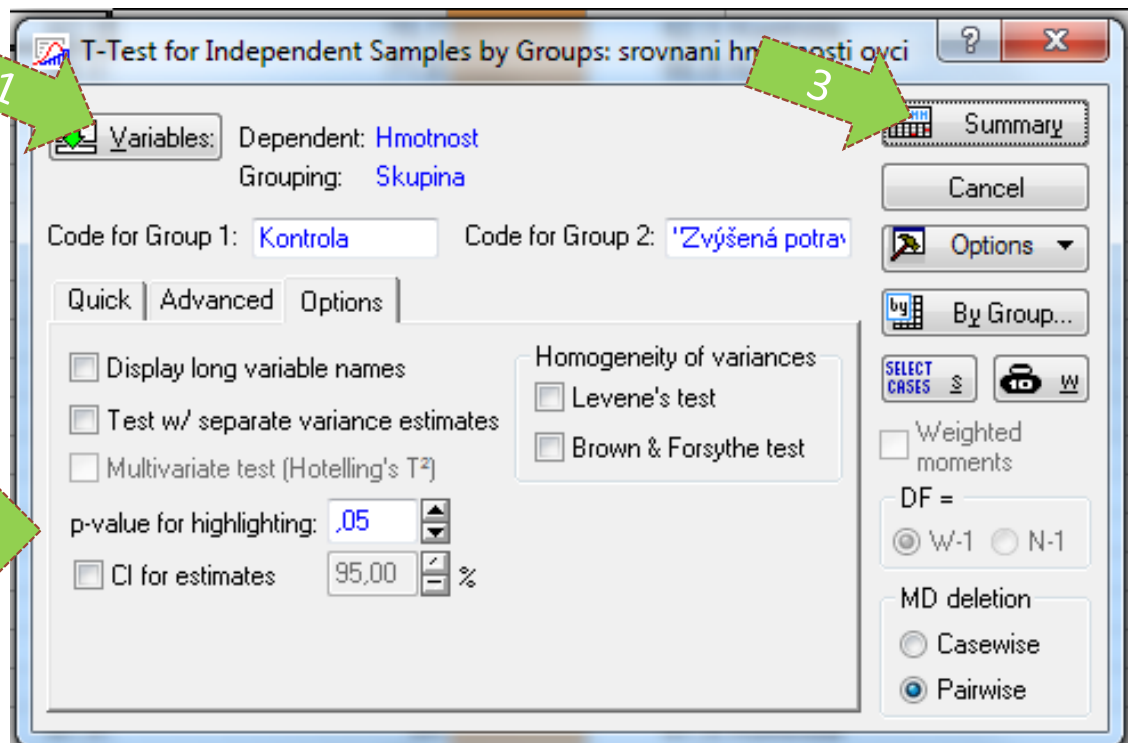 T-Test for Independent Samples by Groups: srovnani hmotnosti ovci
1
3
Variables: Dependent: Hmotnost
Grouping: Skupina
Summary
Cancel
Code for Group 1: Kontrola Code for Group 2: "Zvýšená potrav
Options
Quick Advanced Options
By Group...
Display long variable names
Homogeneity of variances
SELECT CASES S W
Levene's test
Test w/ separate variance estimates
Brown & Forsythe test
Weighted moments
Multivariate test (Hotelling's T²)
p-value for highlighting: ,05
DF =
W-1 N-1
CI for estimates 95,00 %
MD deletion
Casewise
Pairwise